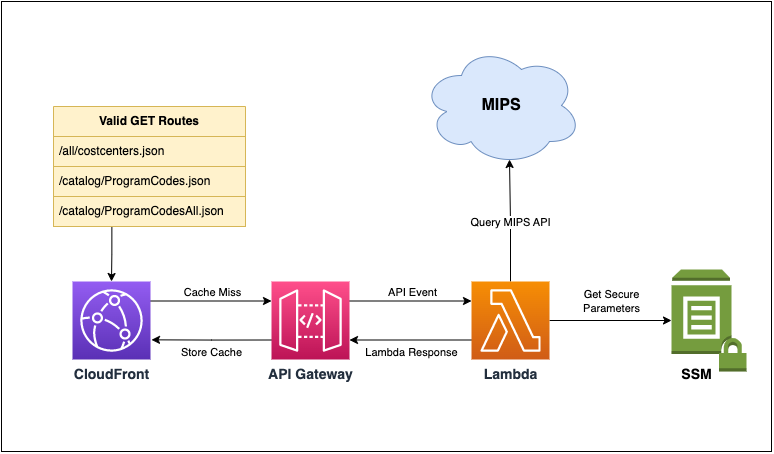 MIPS
Valid GET Routes
/all/costcenters.json
/catalog/ProgramCodes.json
/catalog/ProgramCodesAll.json
Query MIPS API
Cache Miss
API Event
Get Secure
Parameters
</>
Store Cache
Lambda Response
CloudFront
API Gateway
Lambda
SSM